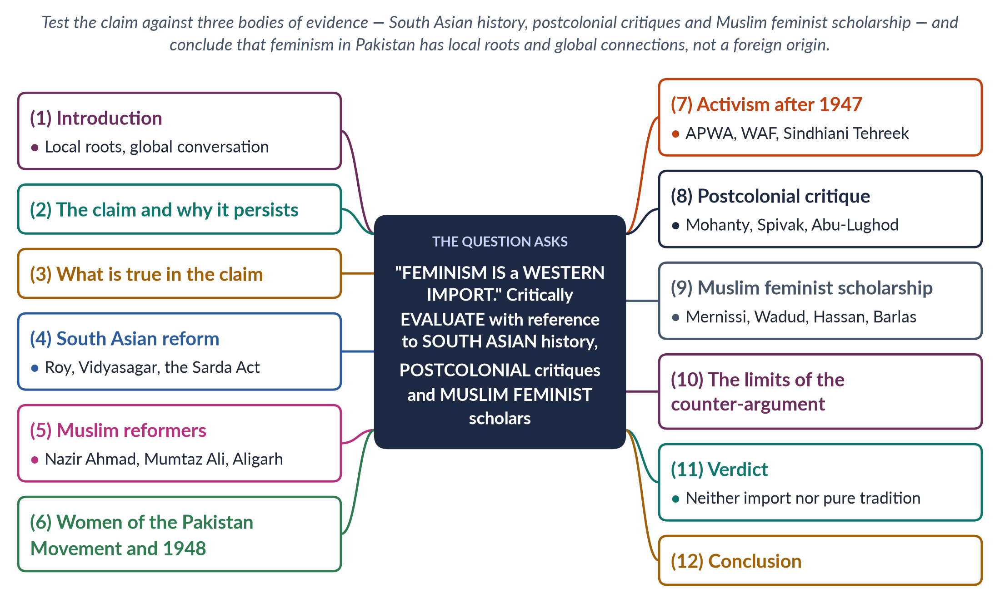 Test the claim against three bodies of evidence — South Asian history, postcolonial critiques and Muslim feminist scholarship — and
conclude that feminism in Pakistan has local roots and global connections, not a foreign origin.
(1) Introduction
• Local roots, global conversation
(2) The claim and why it persists
(3) What is true in the claim
(4) South Asian reform
• Roy, Vidyasagar, the Sarda Act
(5) Muslim reformers
• Nazir Ahmad, Mumtaz Ali, Aligarh
(6) Women of the Pakistan
Movement and 1948
THE QUESTION ASKS
"FEMINISM IS a WESTERN
IMPORT." Critically
EVALUATE with reference
to SOUTH ASIAN history,
POSTCOLONIAL critiques
and MUSLIM FEMINIST
scholars
(7) Activism after 1947
• APWA, WAF, Sindhiani Tehreek
(8) Postcolonial critique
• Mohanty, Spivak, Abu-Lughod
(9) Muslim feminist scholarship
• Mernissi, Wadud, Hassan, Barlas
(10) The limits of the
counter-argument
(11) Verdict
• Neither import nor pure tradition
(12) Conclusion